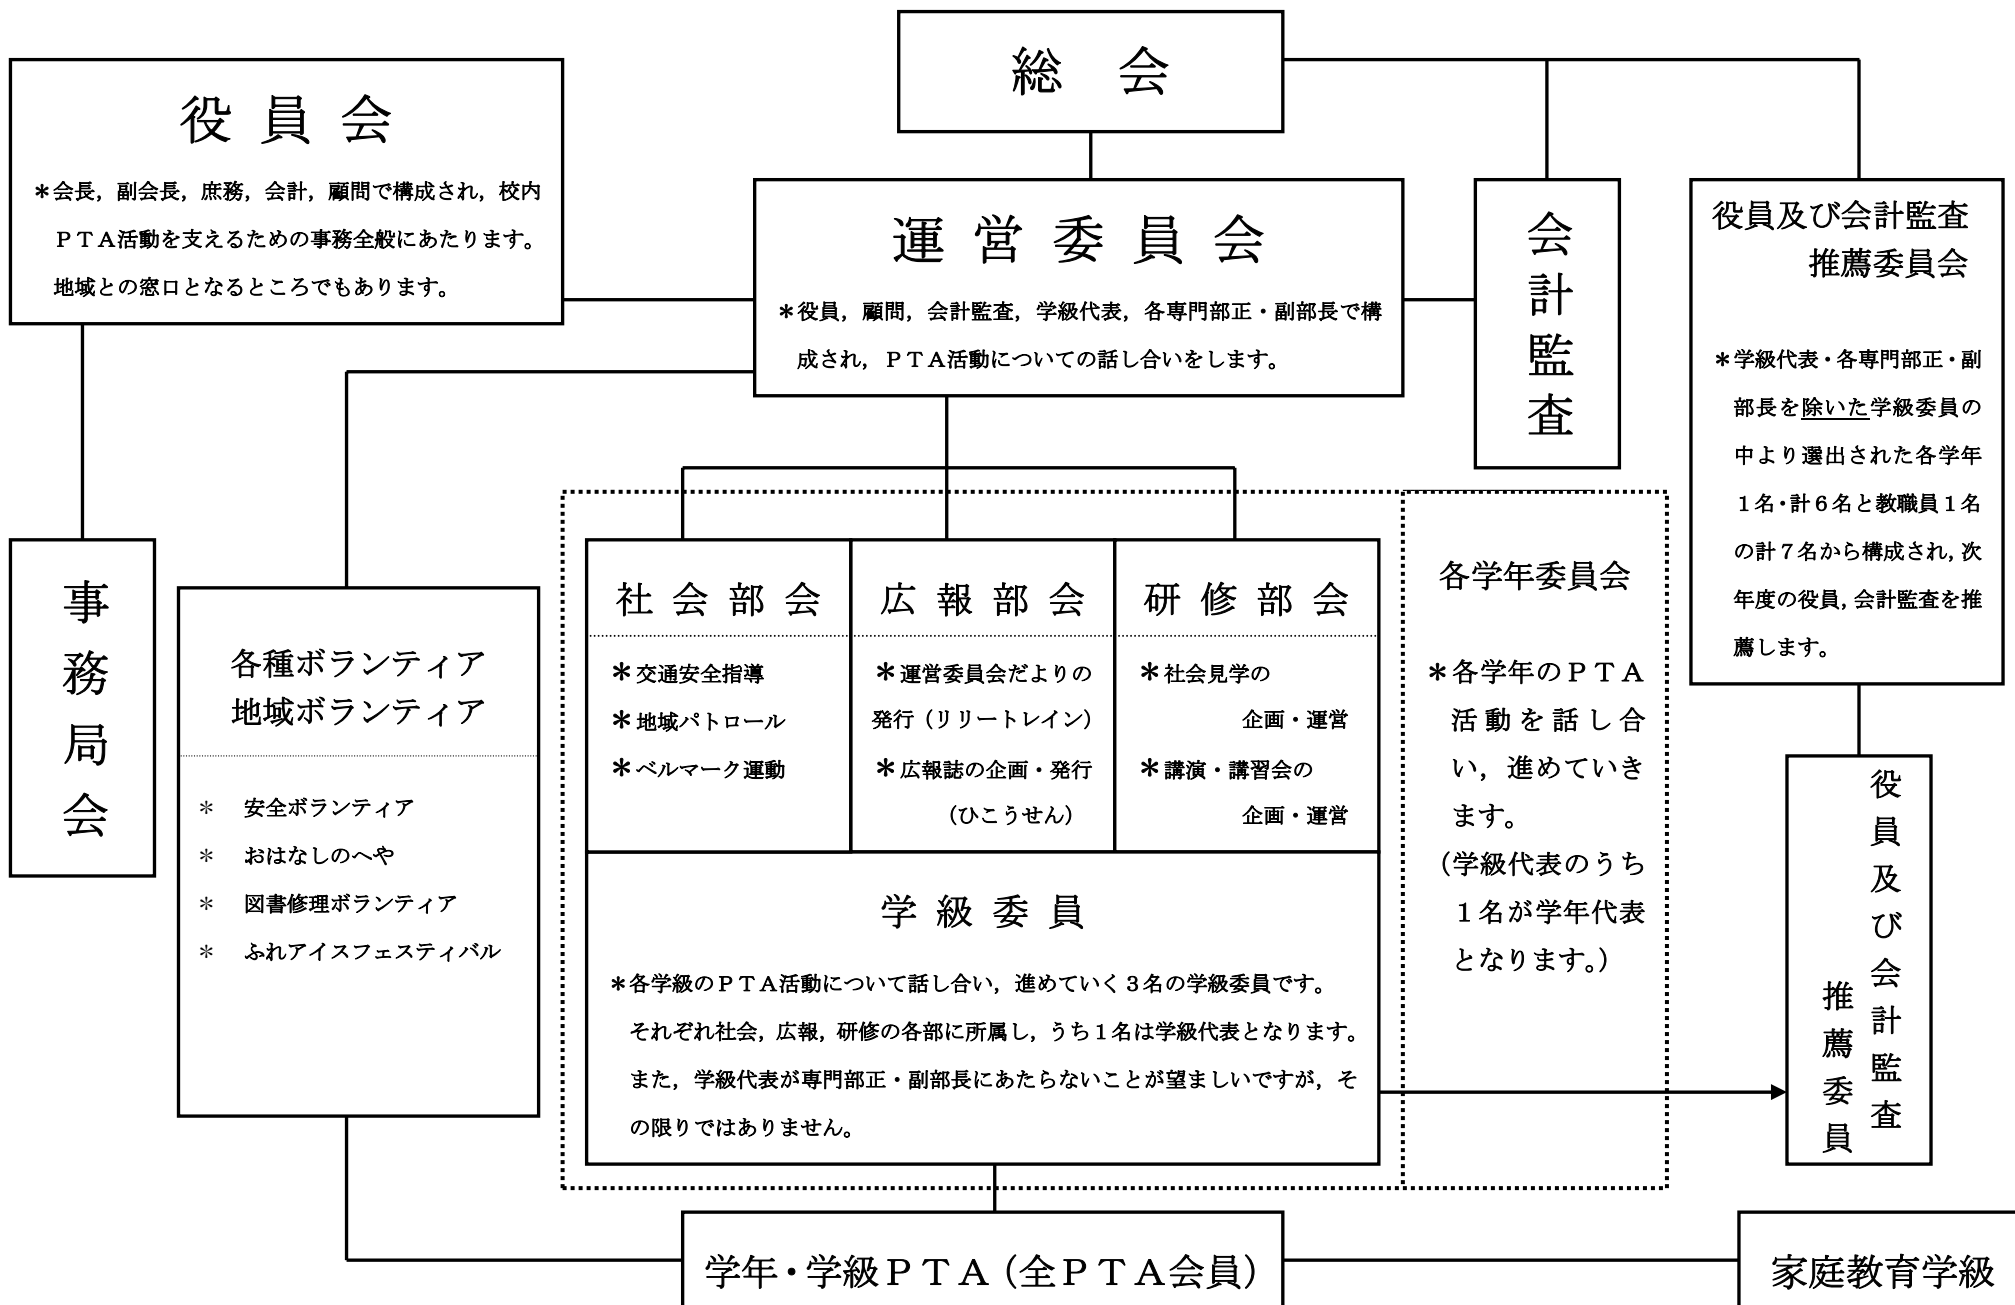 総　会
役 員 会
＊会長，副会長，庶務，会計，顧問で構成され，校内
ＰＴＡ活動を支えるための事務全般にあたります。
地域との窓口となるところでもあります。
運 営 委 員 会
＊役員，顧問，会計監査，学級代表，各専門部正・副部長で構
成され，ＰＴＡ活動についての話し合いをします。
会計監査
役員及び会計監査
推薦委員会
＊学級代表・各専門部正・副
部長を除いた学級委員の
中より選出された各学年
１名・計６名と教職員１名
の計７名から構成され，次
年度の役員，会計監査を推
薦します。
事務局会
各種ボランティア
地域ボランティア
＊　安全ボランティア
＊　おはなしのへや
＊　図書修理ボランティア
＊　ふれアイスフェスティバル
社 会 部 会
＊交通安全指導
＊地域パトロール
＊ベルマーク運動
広 報 部 会
＊運営委員会だよりの
発行（リリートレイン）
＊広報誌の企画・発行
（ひこうせん）
研 修 部 会
＊社会見学の
企画・運営
＊講演・講習会の
企画・運営
各学年委員会
＊各学年のＰＴＡ
活動を話し合
い，進めていき
ます。
（学級代表のうち
１名が学年代表
となります。）
学 級 委 員
＊各学級のＰＴＡ活動について話し合い，進めていく３名の学級委員です。
それぞれ社会，広報，研修の各部に所属し，うち１名は学級代表となります。
また，学級代表が専門部正・副部長にあたらないことが望ましいですが，そ
の限りではありません。
役員及び会計監査
推薦委員
学年・学級ＰＴＡ（全ＰＴＡ会員）
家庭教育学級